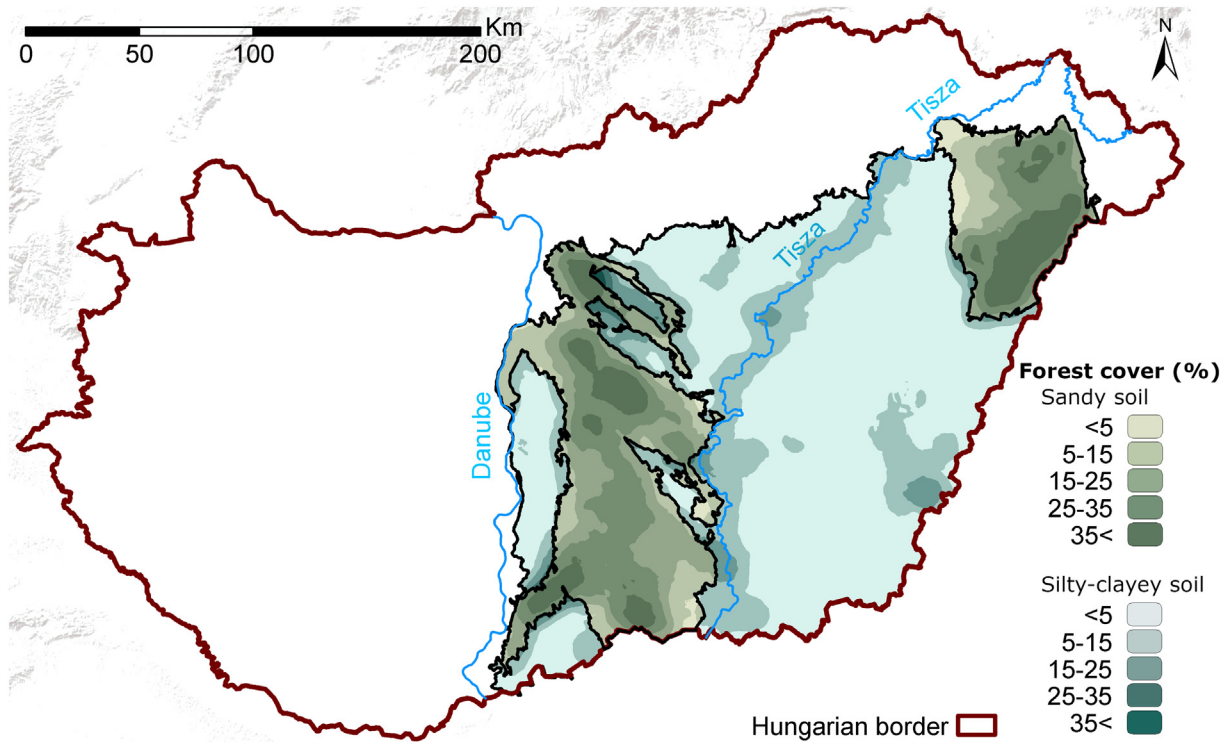 Km
0 50 100 200
N
Tisza
Tisza
Danube
Forest cover (%)
Sandy soil
<5
5-15
15-25
25-35
35<
Silty-clayey soil
<5
5-15
15-25
25-35
35<
Hungarian border